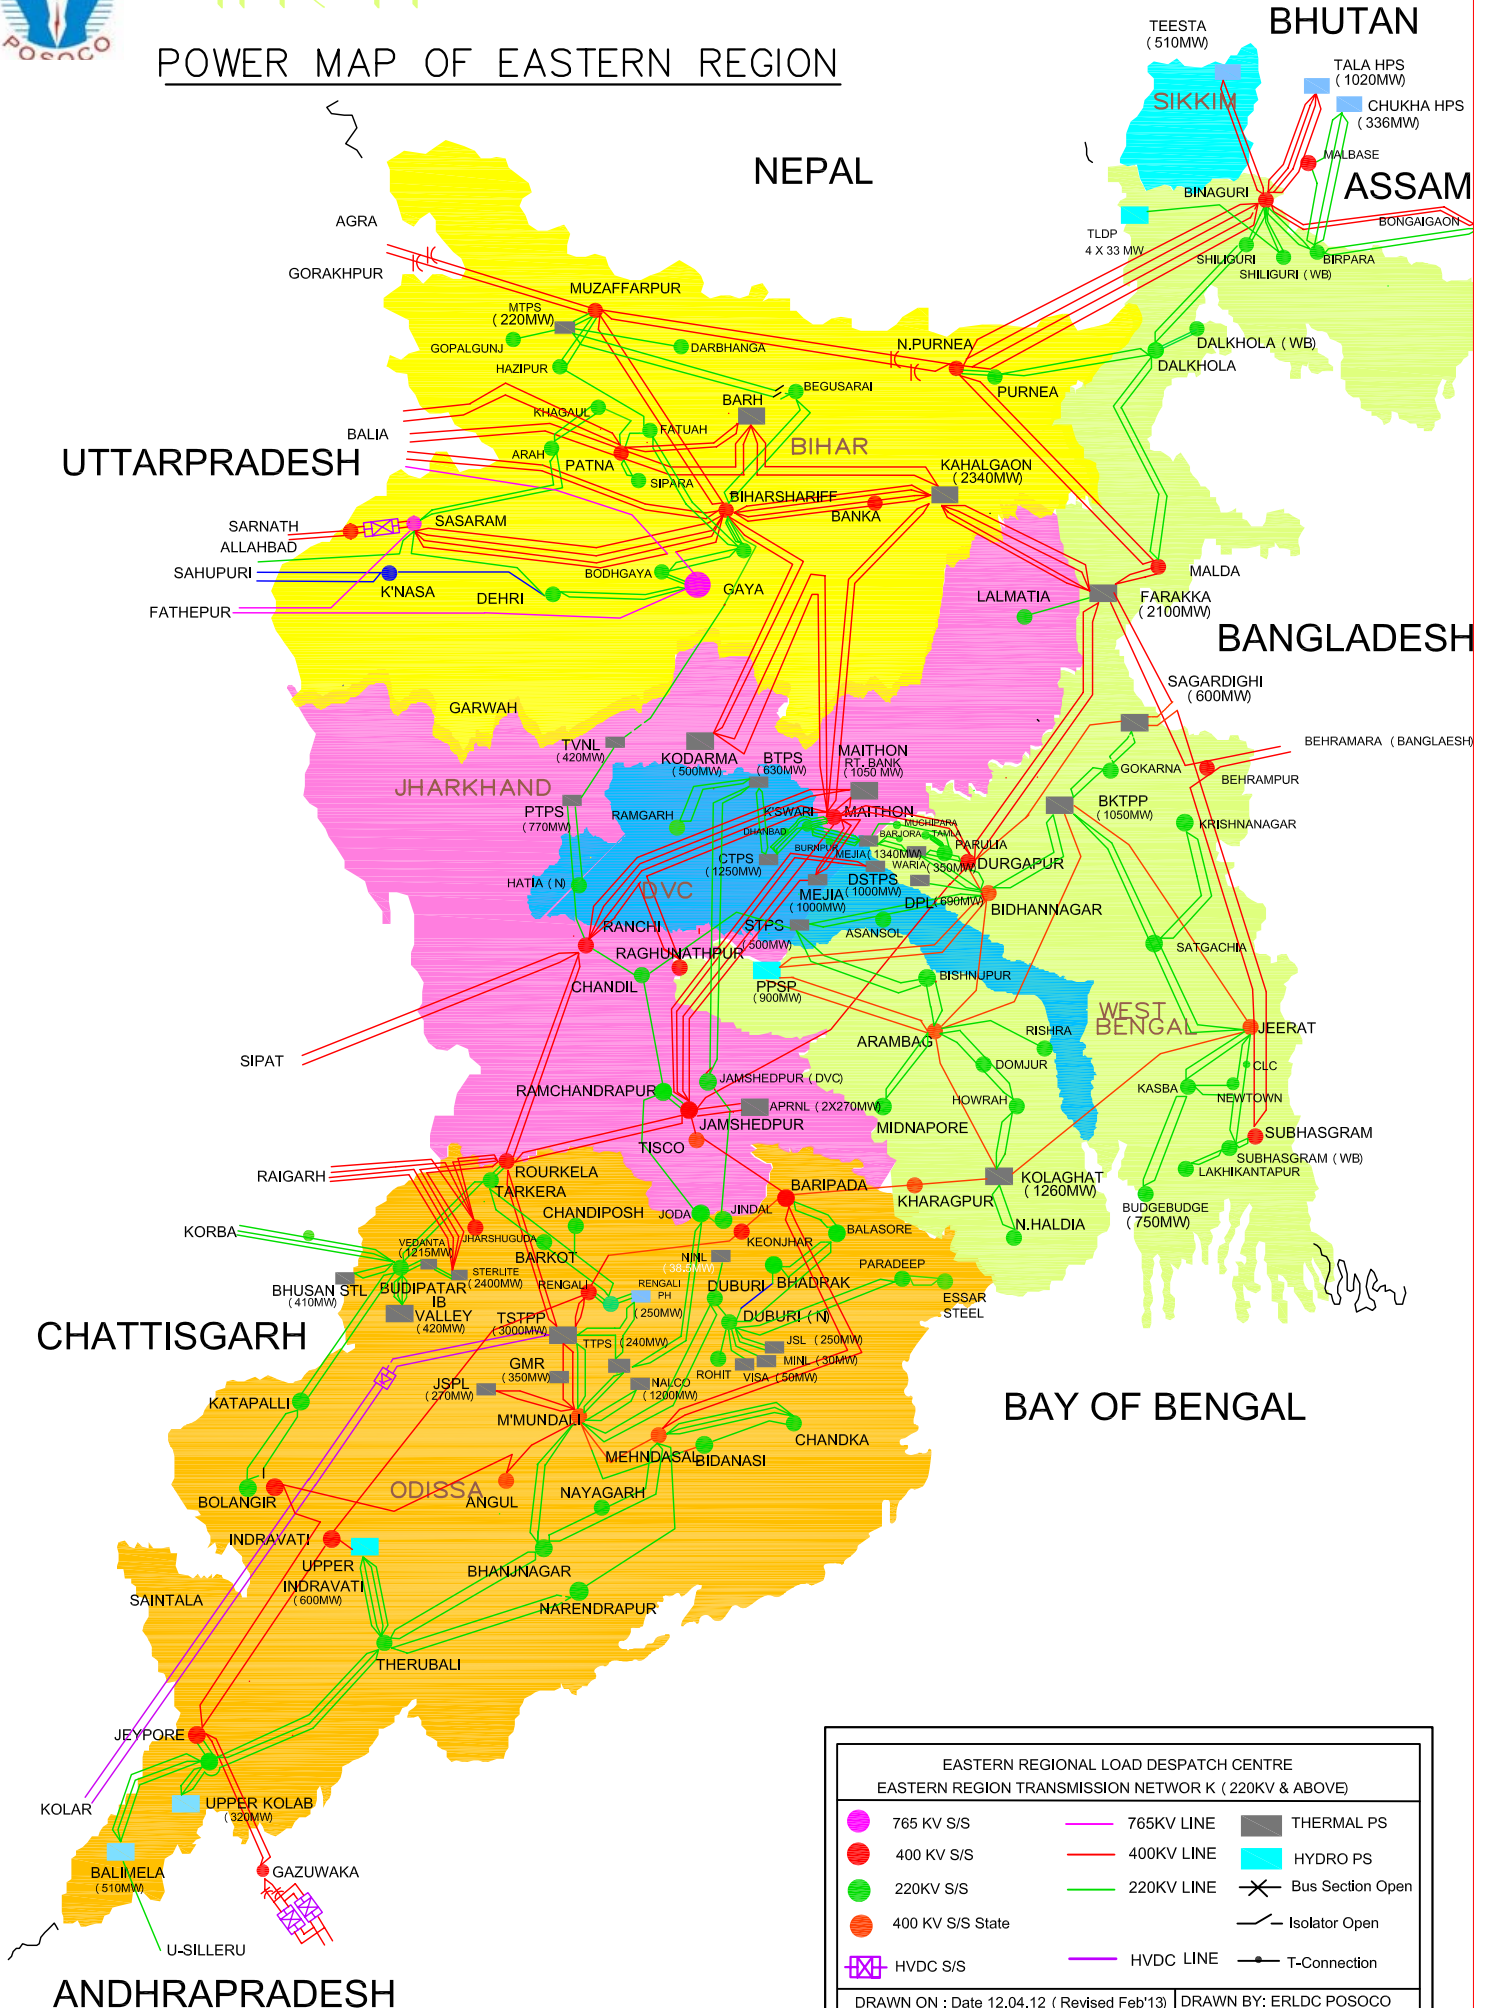 POSOCO
POWER MAP OF EASTERN REGION
BHUTAN
TEESTA
(510MW)
TALA HPS
(1020MW)
SIKKIM
CHUKHA HPS
(336MW)
NEPAL
MALBASE
ASSAM
BINAGURI
BONGAIGAON
AGRA
TLDP
4 X 33 MW
SHILIGURI
BIRPARA
SHILIGURI (WB)
GORAKHPUR
MUZAFFARPUR
MTPS
(220MW)
GOPALGUNJ
DARBHANGA
N.PURNEA
DALKHOLA (WB)
DALKHOLA
HAZIPUR
BEGUSARAI
PURNEA
BARH
KHAGAUL
FATUAH
BALIA
BIHAR
ARAH
PATNA
UTTARPRADESH
KAHALGAON
(2340MW)
SIPARA
BIHARSHARIFF
BANKA
SARNATH
SASARAM
ALLAHBAD
SAHUPURI
K'NASA
DEHRI
BODHGAYA
GAYA
MALDA
LALMATIA
FARAKKA
(2100MW)
FATHEPUR
BANGLADESH
SAGARDIGHI
(600MW)
GARWAH
TVNL
(420MW)
KODARMA
(500MW)
BTPS
(630MW)
MAITHON
RT. BANK
(1050 MW)
BEHRAMARA (BANGLAESH)
GOKARNA
BEHRAMPUR
JHARKHAND
PTPS
(770MW)
RAMGARH
K'SWARI
MAITHON
BKTPP
(1050MW)
KRISHNANAGAR
DHANBAD
MUCHIPARA
BARJORA
TAMLA
BURNPUR
PARULIA
MEJIA (1340MW)
WARIA (350MW)
DURGAPUR
CTPS
(1250MW)
HATIA (N)
DVC
MEJIA
(1000MW)
DSTPS
(1000MW)
DPL (690MW)
BIDHANNAGAR
RANCHI
STPS
(500MW)
ASANSOL
SATGACHIA
RAGHUNATHPUR
CHANDIL
PPSP
(900MW)
BISHNUPUR
WEST
BENGAL
RISHRA
JEERAT
ARAMBAG
SIPAT
DOMJUR
CLC
RAMCHANDRAPUR
JAMSHEDPUR (DVC)
KASBA
NEWTOWN
APRNL (2X270MW)
HOWRAH
JAMSHEDPUR
MIDNAPORE
SUBHASGRAM
TISCO
SUBHASGRAM (WB)
LAKHIKANTAPUR
RAIGARH
ROURKELA
TARKERA
BARIPADA
KHARAGPUR
KOLAGHAT
(1260MW)
BUDGEBUDGE
(750MW)
CHANDIPOSH
JODA
JINDAL
BALASORE
N.HALDIA
KORBA
JHARSHUGUDA
KEONJHAR
VEDANTA
(1215MW)
BARKOT
NINL
(38.5MW)
PARADEEP
STERLITE
(2400MW)
BHUSAN STL
(410MW)
BUDIPATAR
RENGALI
RENGALI
PH
(250MW)
DUBURI
BHADRAK
ESSAR
STEEL
IB
VALLEY
(420MW)
TSTPP
(3000MW)
DUBURI (N)
CHATTISGARH
TTPS (240MW)
JSL (250MW)
MINL (30MW)
GMR
(350MW)
ROHIT
VISA (50MW)
JSPL
(270MW)
NALCO
(1200MW)
KATAPALLI
M'MUNDALI
BAY OF BENGAL
CHANDKA
MEHNDASAL
BIDANASI
ODISSA
BOLANGIR
ANGUL
NAYAGARH
INDRAVATI
UPPER
INDRAVATI
(600MW)
BHANJNAGAR
SAINTALA
NARENDRAPUR
THERUBALI
JEYPORE
KOLAR
UPPER KOLAB
(320MW)
BALIMELA
(510MW)
GAZUWAKA
U-SILLERU
ANDHRAPRADESH
EASTERN REGIONAL LOAD DESPATCH CENTRE
EASTERN REGION TRANSMISSION NETWOR K (220KV & ABOVE)
765 KV S/S
765KV LINE
THERMAL PS
400 KV S/S
400KV LINE
HYDRO PS
220KV S/S
220KV LINE
Bus Section Open
400 KV S/S State
Isolator Open
HVDC S/S
HVDC LINE
T-Connection
DRAWN ON : Date 12.04.12 (Revised Feb'13)
DRAWN BY: ERLDC POSOCO